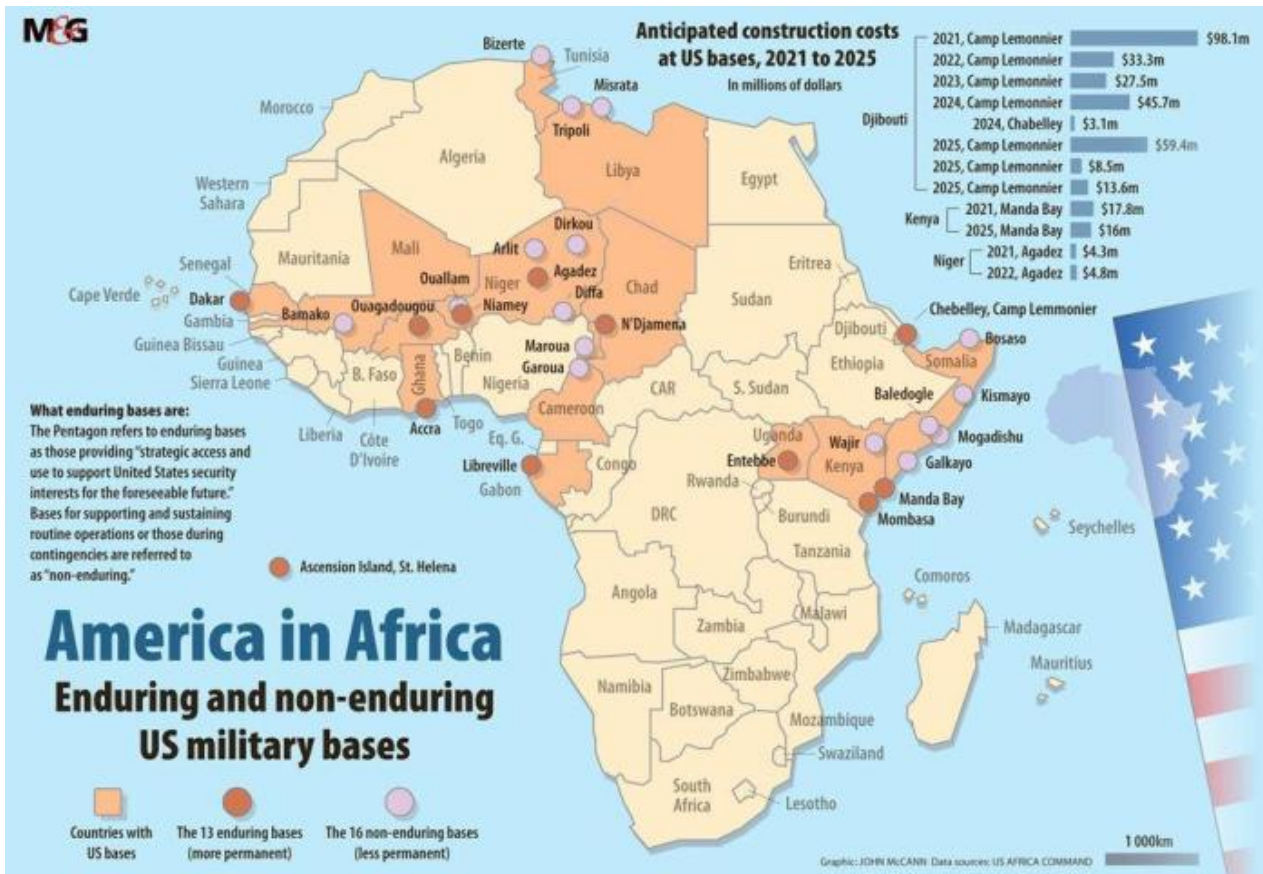 M&G
Anticipated construction costs
at US bases, 2021 to 2025
In millions of dollars
Djibouti
2021, Camp Lemonnier $98.1m
2022, Camp Lemonnier $33.3m
2023, Camp Lemonnier $27.5m
2024, Camp Lemonnier $45.7m
2024, Chabelley $3.1m
2025, Camp Lemonnier $59.4m
2025, Camp Lemonnier $8.5m
2025, Camp Lemonnier $13.6m
Kenya
2021, Manda Bay $17.8m
2025, Manda Bay $16m
Niger
2021, Agadez $4.3m
2022, Agadez $4.8m
Bizerte
Tunisia
Misrata
Morocco
Tripoli
Algeria
Libya
Egypt
Western
Sahara
Dirkou
Mali
Arlit
Mauritania
Senegal
Oualiam
Niger
Agadez
Chad
Eritrea
Cape Verde
Dakar
Ouagadougou
Diffa
Sudan
Bamako
Niamey
Gambia
N'Djamena
Chebelley, Camp Lemmonier
Djibouti
Bosaso
Guinea Bissau
Maroua
Benin
Guinea
Garoua
Ethiopia
Somalia
Sierra Leone
B. Faso
Ghana
Nigeria
CAR
S. Sudan
Baledogle
Kismayo
Cameroon
Liberia
Côte
D'Ivoire
Accra
Togo
Eq. G.
Uganda
Wajir
Mogadishu
Libreville
Congo
Entebbe
Kenya
Galkayo
Gabon
Rwanda
Manda Bay
DRC
Burundi
Mombasa
Seychelles
Tanzania
What enduring bases are:
The Pentagon refers to enduring bases
as those providing "strategic access and
use to support United States security
interests for the foreseeable future."
Bases for supporting and sustaining
routine operations or those during
contingencies are referred to
as "non-enduring."
Ascension Island, St. Helena
Comoros
Angola
Malawi
Zambia
Madagascar
Mauritius
Zimbabwe
Namibia
Botswana
Mozambique
Swaziland
South
Africa
Lesotho
America in Africa
Enduring and non-enduring
US military bases
Countries with
US bases
The 13 enduring bases
(more permanent)
The 16 non-enduring bases
(less permanent)
1 000km
Graphic: JOHN McCANN Data sources: US AFRICA COMMAND